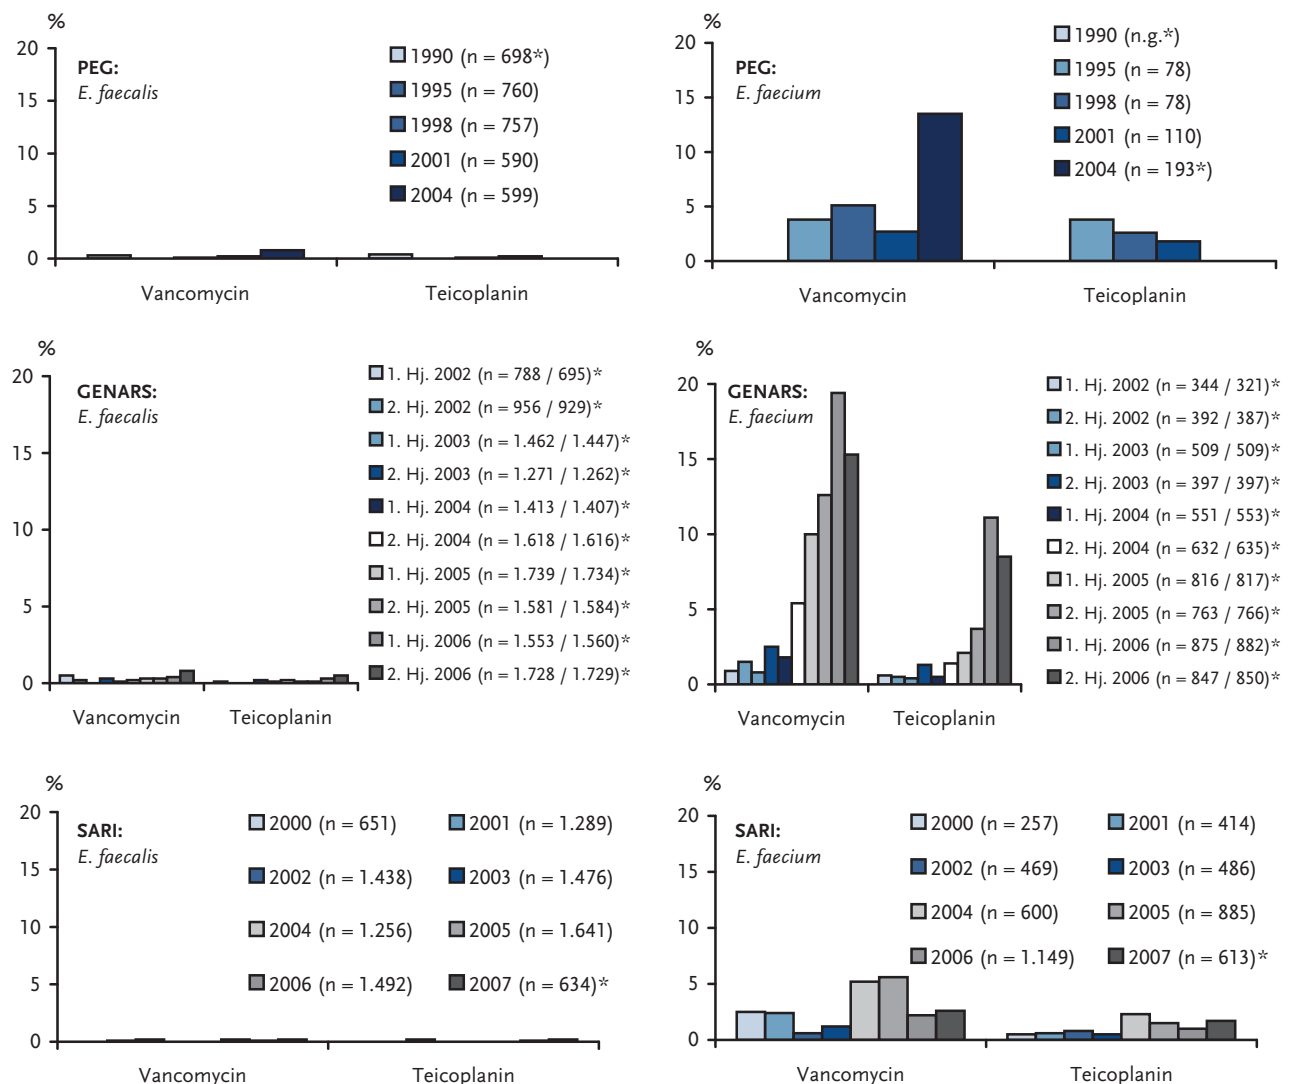 %
20
15
10
5
0
PEG:
E. faecalis
1990 (n = 698*)
1995 (n = 760)
1998 (n = 757)
2001 (n = 590)
2004 (n = 599)
Vancomycin
Teicoplanin
%
20
15
10
5
0
PEG:
E. faecium
1990 (n.g.*)
1995 (n = 78)
1998 (n = 78)
2001 (n = 110)
2004 (n = 193*)
Vancomycin
Teicoplanin
%
20
15
10
5
0
GENARS:
E. faecalis
1. Hj. 2002 (n = 788 / 695)*
2. Hj. 2002 (n = 956 / 929)*
1. Hj. 2003 (n = 1.462 / 1.447)*
2. Hj. 2003 (n = 1.271 / 1.262)*
1. Hj. 2004 (n = 1.413 / 1.407)*
2. Hj. 2004 (n = 1.618 / 1.616)*
1. Hj. 2005 (n = 1.739 / 1.734)*
2. Hj. 2005 (n = 1.581 / 1.584)*
1. Hj. 2006 (n = 1.553 / 1.560)*
2. Hj. 2006 (n = 1.728 / 1.729)*
Vancomycin
Teicoplanin
%
20
15
10
5
0
GENARS:
E. faecium
1. Hj. 2002 (n = 344 / 321)*
2. Hj. 2002 (n = 392 / 387)*
1. Hj. 2003 (n = 509 / 509)*
2. Hj. 2003 (n = 397 / 397)*
1. Hj. 2004 (n = 551 / 553)*
2. Hj. 2004 (n = 632 / 635)*
1. Hj. 2005 (n = 816 / 817)*
2. Hj. 2005 (n = 763 / 766)*
1. Hj. 2006 (n = 875 / 882)*
2. Hj. 2006 (n = 847 / 850)*
Vancomycin
Teicoplanin
%
20
15
10
5
0
SARI:
E. faecalis
2000 (n = 651)
2001 (n = 1.289)
2002 (n = 1.438)
2003 (n = 1.476)
2004 (n = 1.256)
2005 (n = 1.641)
2006 (n = 1.492)
2007 (n = 634)*
Vancomycin
Teicoplanin
%
20
15
10
5
0
SARI:
E. faecium
2000 (n = 257)
2001 (n = 414)
2002 (n = 469)
2003 (n = 486)
2004 (n = 600)
2005 (n = 885)
2006 (n = 1.149)
2007 (n = 613)*
Vancomycin
Teicoplanin